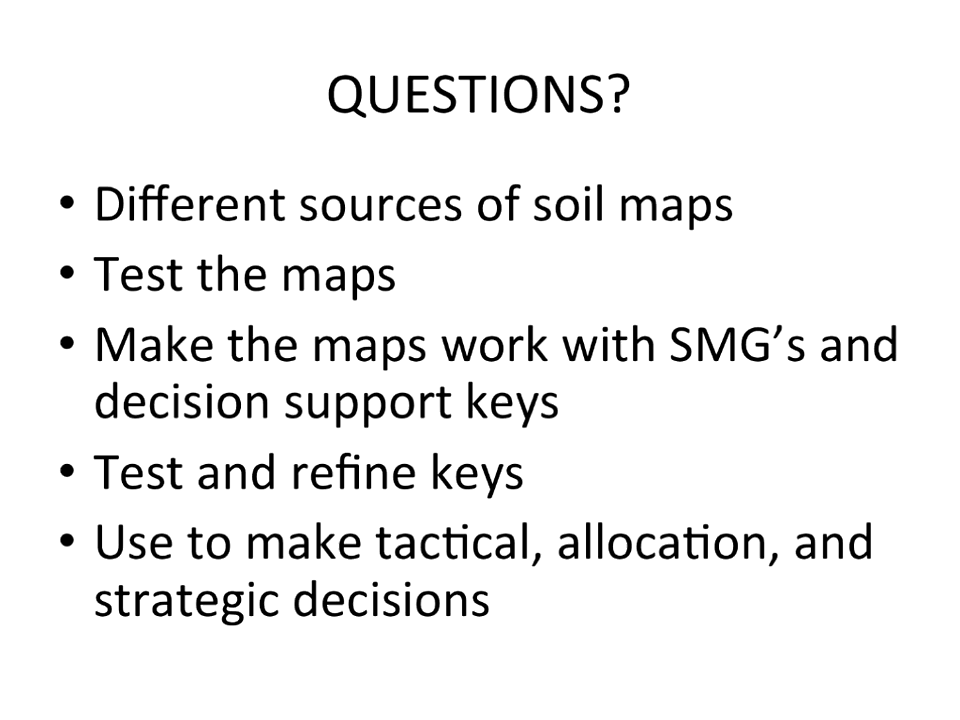 QUESTIONS?
• Different sources of soil maps
• Test the maps
• Make the maps work with SMG’s and
decision support keys
• Test and refine keys
• Use to make tactical, allocation, and
strategic decisions